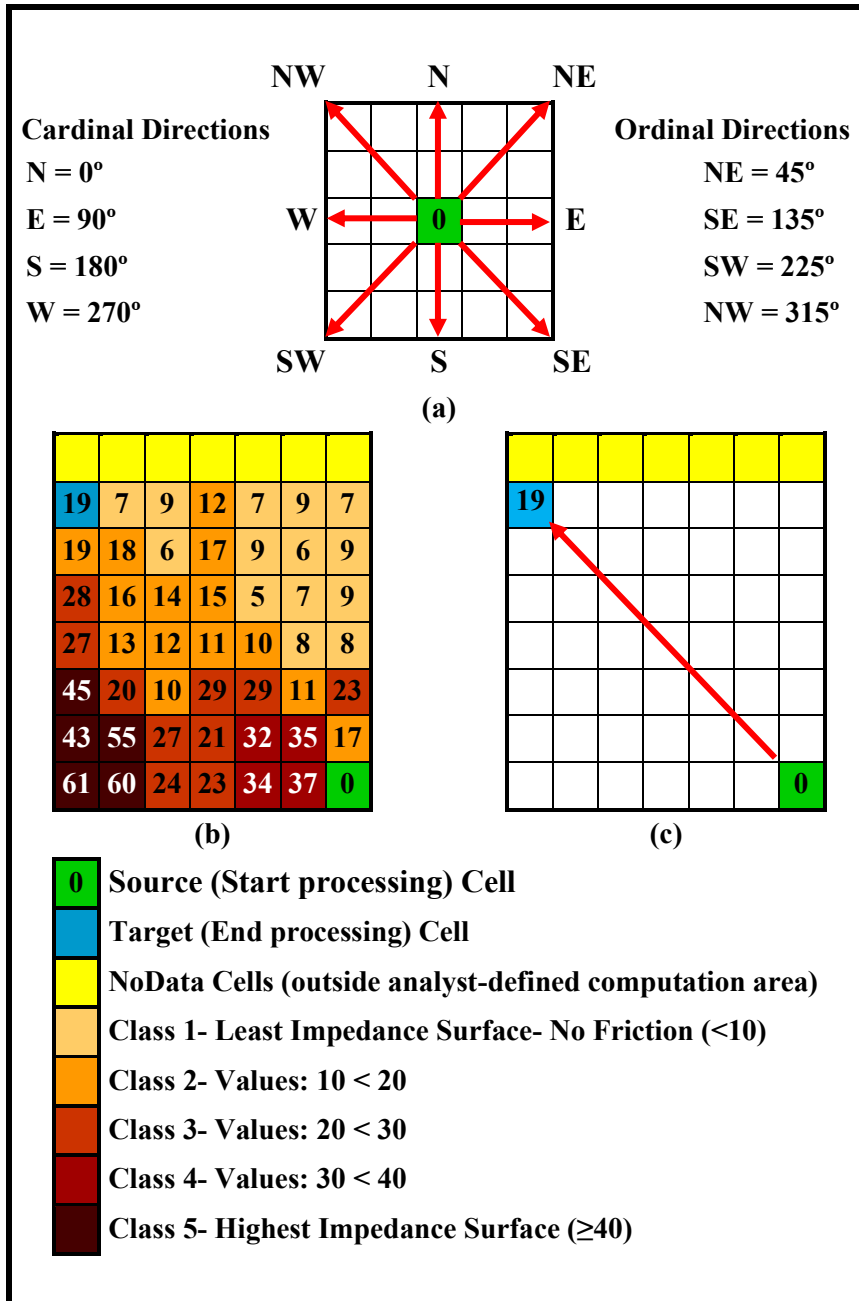 NW N NE
Cardinal Directions
N = 0º
E = 90º
S = 180º
W = 270º
W 0 E
Ordinal Directions
NE = 45º
SE = 135º
SW = 225º
NW = 315º
SW S SE
(a)
19 7 9 12 7 9 7
19 18 6 17 9 6 9
28 16 14 15 5 7 9
27 13 12 11 10 8 8
45 20 10 29 29 11 23
43 55 27 21 32 35 17
61 60 24 23 34 37 0
(b)
19
0
(c)
0 Source (Start processing) Cell
Target (End processing) Cell
NoData Cells (outside analyst-defined computation area)
Class 1- Least Impedance Surface- No Friction (<10)
Class 2- Values: 10 < 20
Class 3- Values: 20 < 30
Class 4- Values: 30 < 40
Class 5- Highest Impedance Surface (≥40)